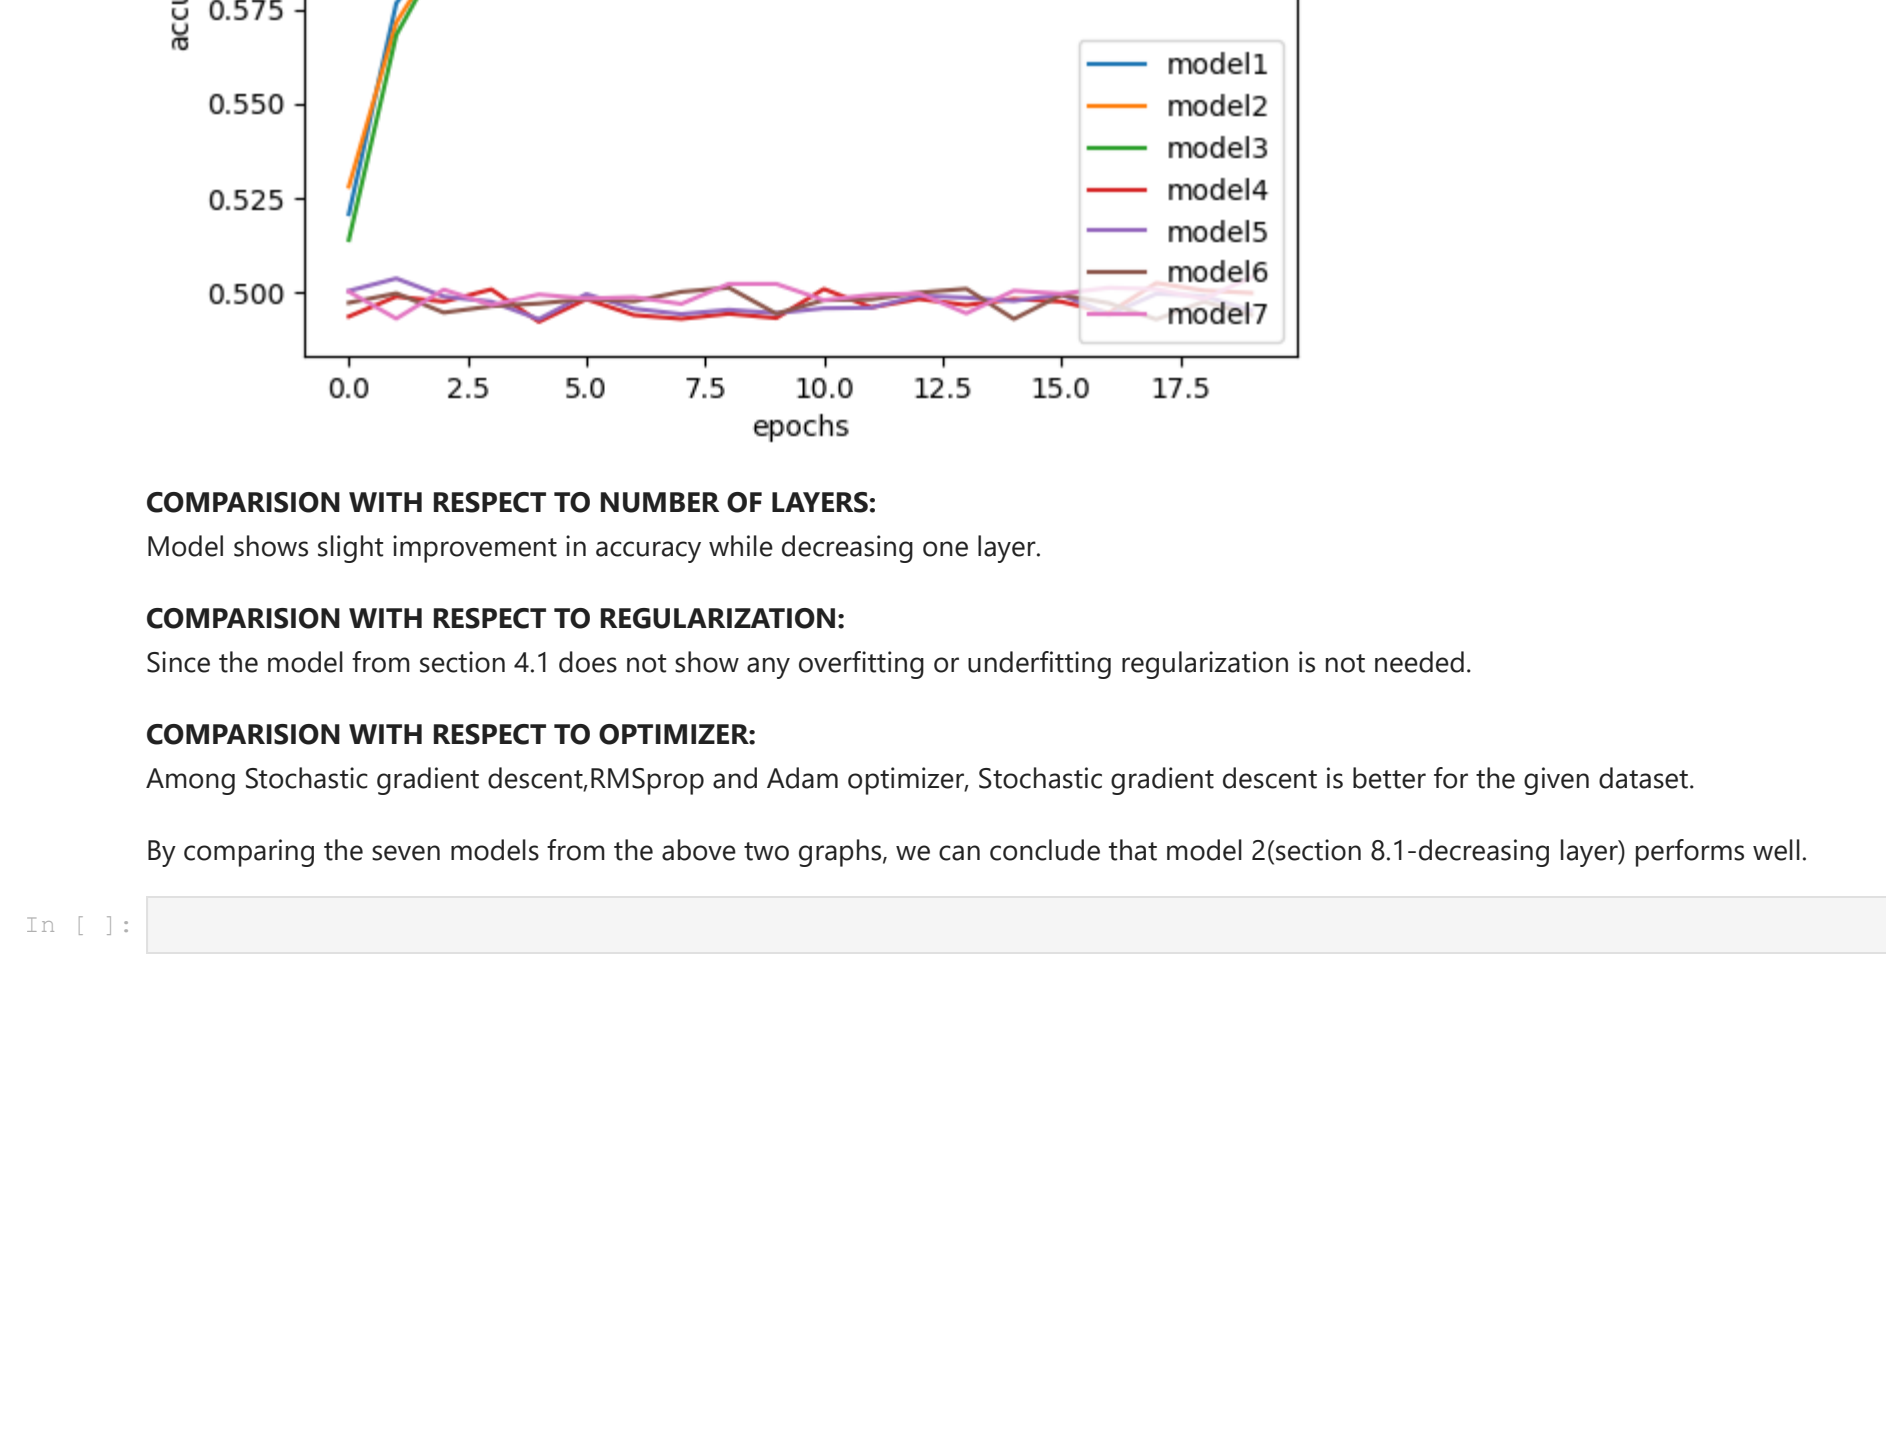 accu
0.575
0.550
0.525
0.500
model1
model2
model3
model4
model5
model6
model7
0.0 2.5 5.0 7.5 10.0 12.5 15.0 17.5
epochs
COMPARISION WITH RESPECT TO NUMBER OF LAYERS:
Model shows slight improvement in accuracy while decreasing one layer.
COMPARISION WITH RESPECT TO REGULARIZATION:
Since the model from section 4.1 does not show any overfitting or underfitting regularization is not needed.
COMPARISION WITH RESPECT TO OPTIMIZER:
Among Stochastic gradient descent,RMSprop and Adam optimizer, Stochastic gradient descent is better for the given dataset.
By comparing the seven models from the above two graphs, we can conclude that model 2(section 8.1-decreasing layer) performs well.
In [ ]: